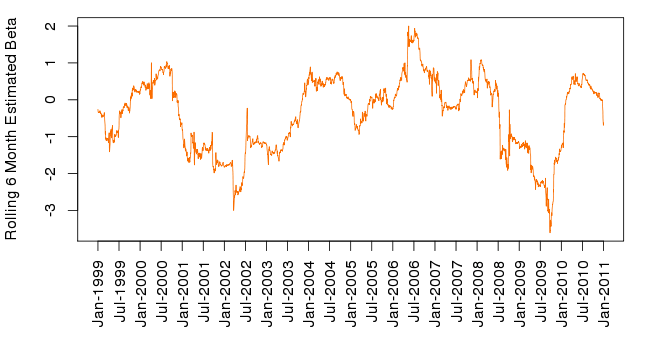 Rolling 6 Month Estimated Beta
2
1
0
-1
-2
-3
Jan-1999
Jul-1999
Jan-2000
Jul-2000
Jan-2001
Jul-2001
Jan-2002
Jul-2002
Jan-2003
Jul-2003
Jan-2004
Jul-2004
Jan-2005
Jul-2005
Jan-2006
Jul-2006
Jan-2007
Jul-2007
Jan-2008
Jul-2008
Jan-2009
Jul-2009
Jan-2010
Jul-2010
Jan-2011